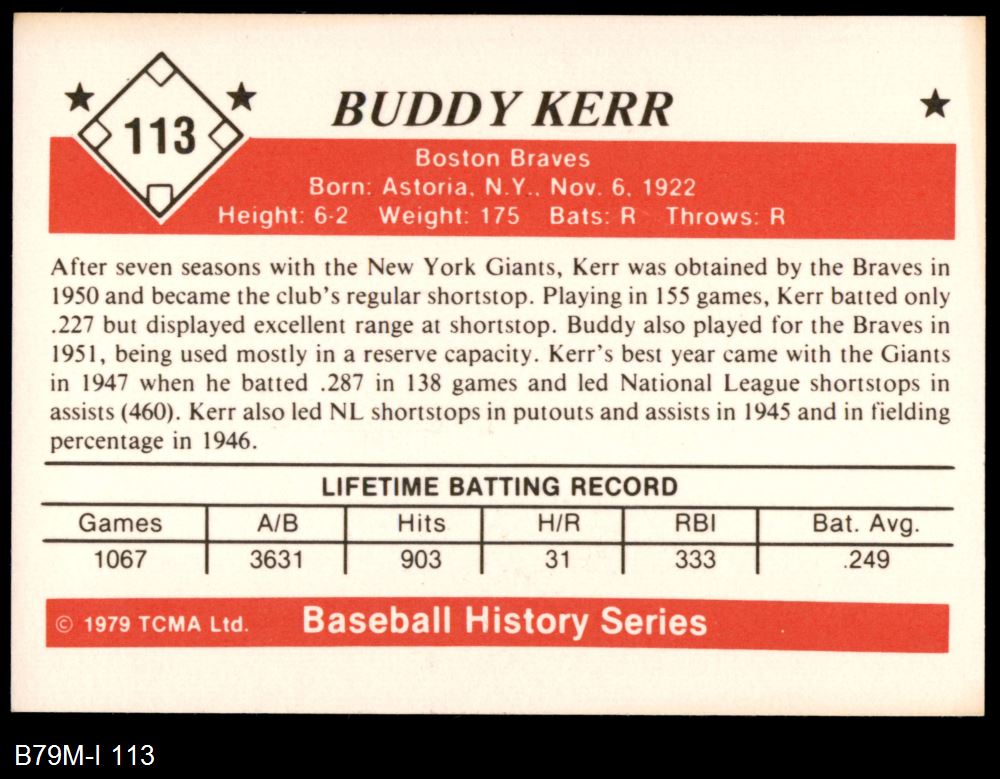 113
BUDDY KERR
Boston Braves
Born: Astoria, N.Y., Nov. 6, 1922
Height: 6-2 Weight: 175 Bats: R Throws: R
After seven seasons with the New York Giants, Kerr was obtained by the Braves in
1950 and became the club's regular shortstop. Playing in 155 games, Kerr batted only
.227 but displayed excellent range at shortstop. Buddy also played for the Braves in
1951, being used mostly in a reserve capacity. Kerr's best year came with the Giants
in 1947 when he batted .287 in 138 games and led National League shortstops in
assists (460). Kerr also led NL shortstops in putouts and assists in 1945 and in fielding
percentage in 1946.
LIFETIME BATTING RECORD
Games A/B Hits H/R RBI Bat. Avg.
1067 3631 903 31 333 .249
© 1979 TCMA Ltd. Baseball History Series
B79M-I 113